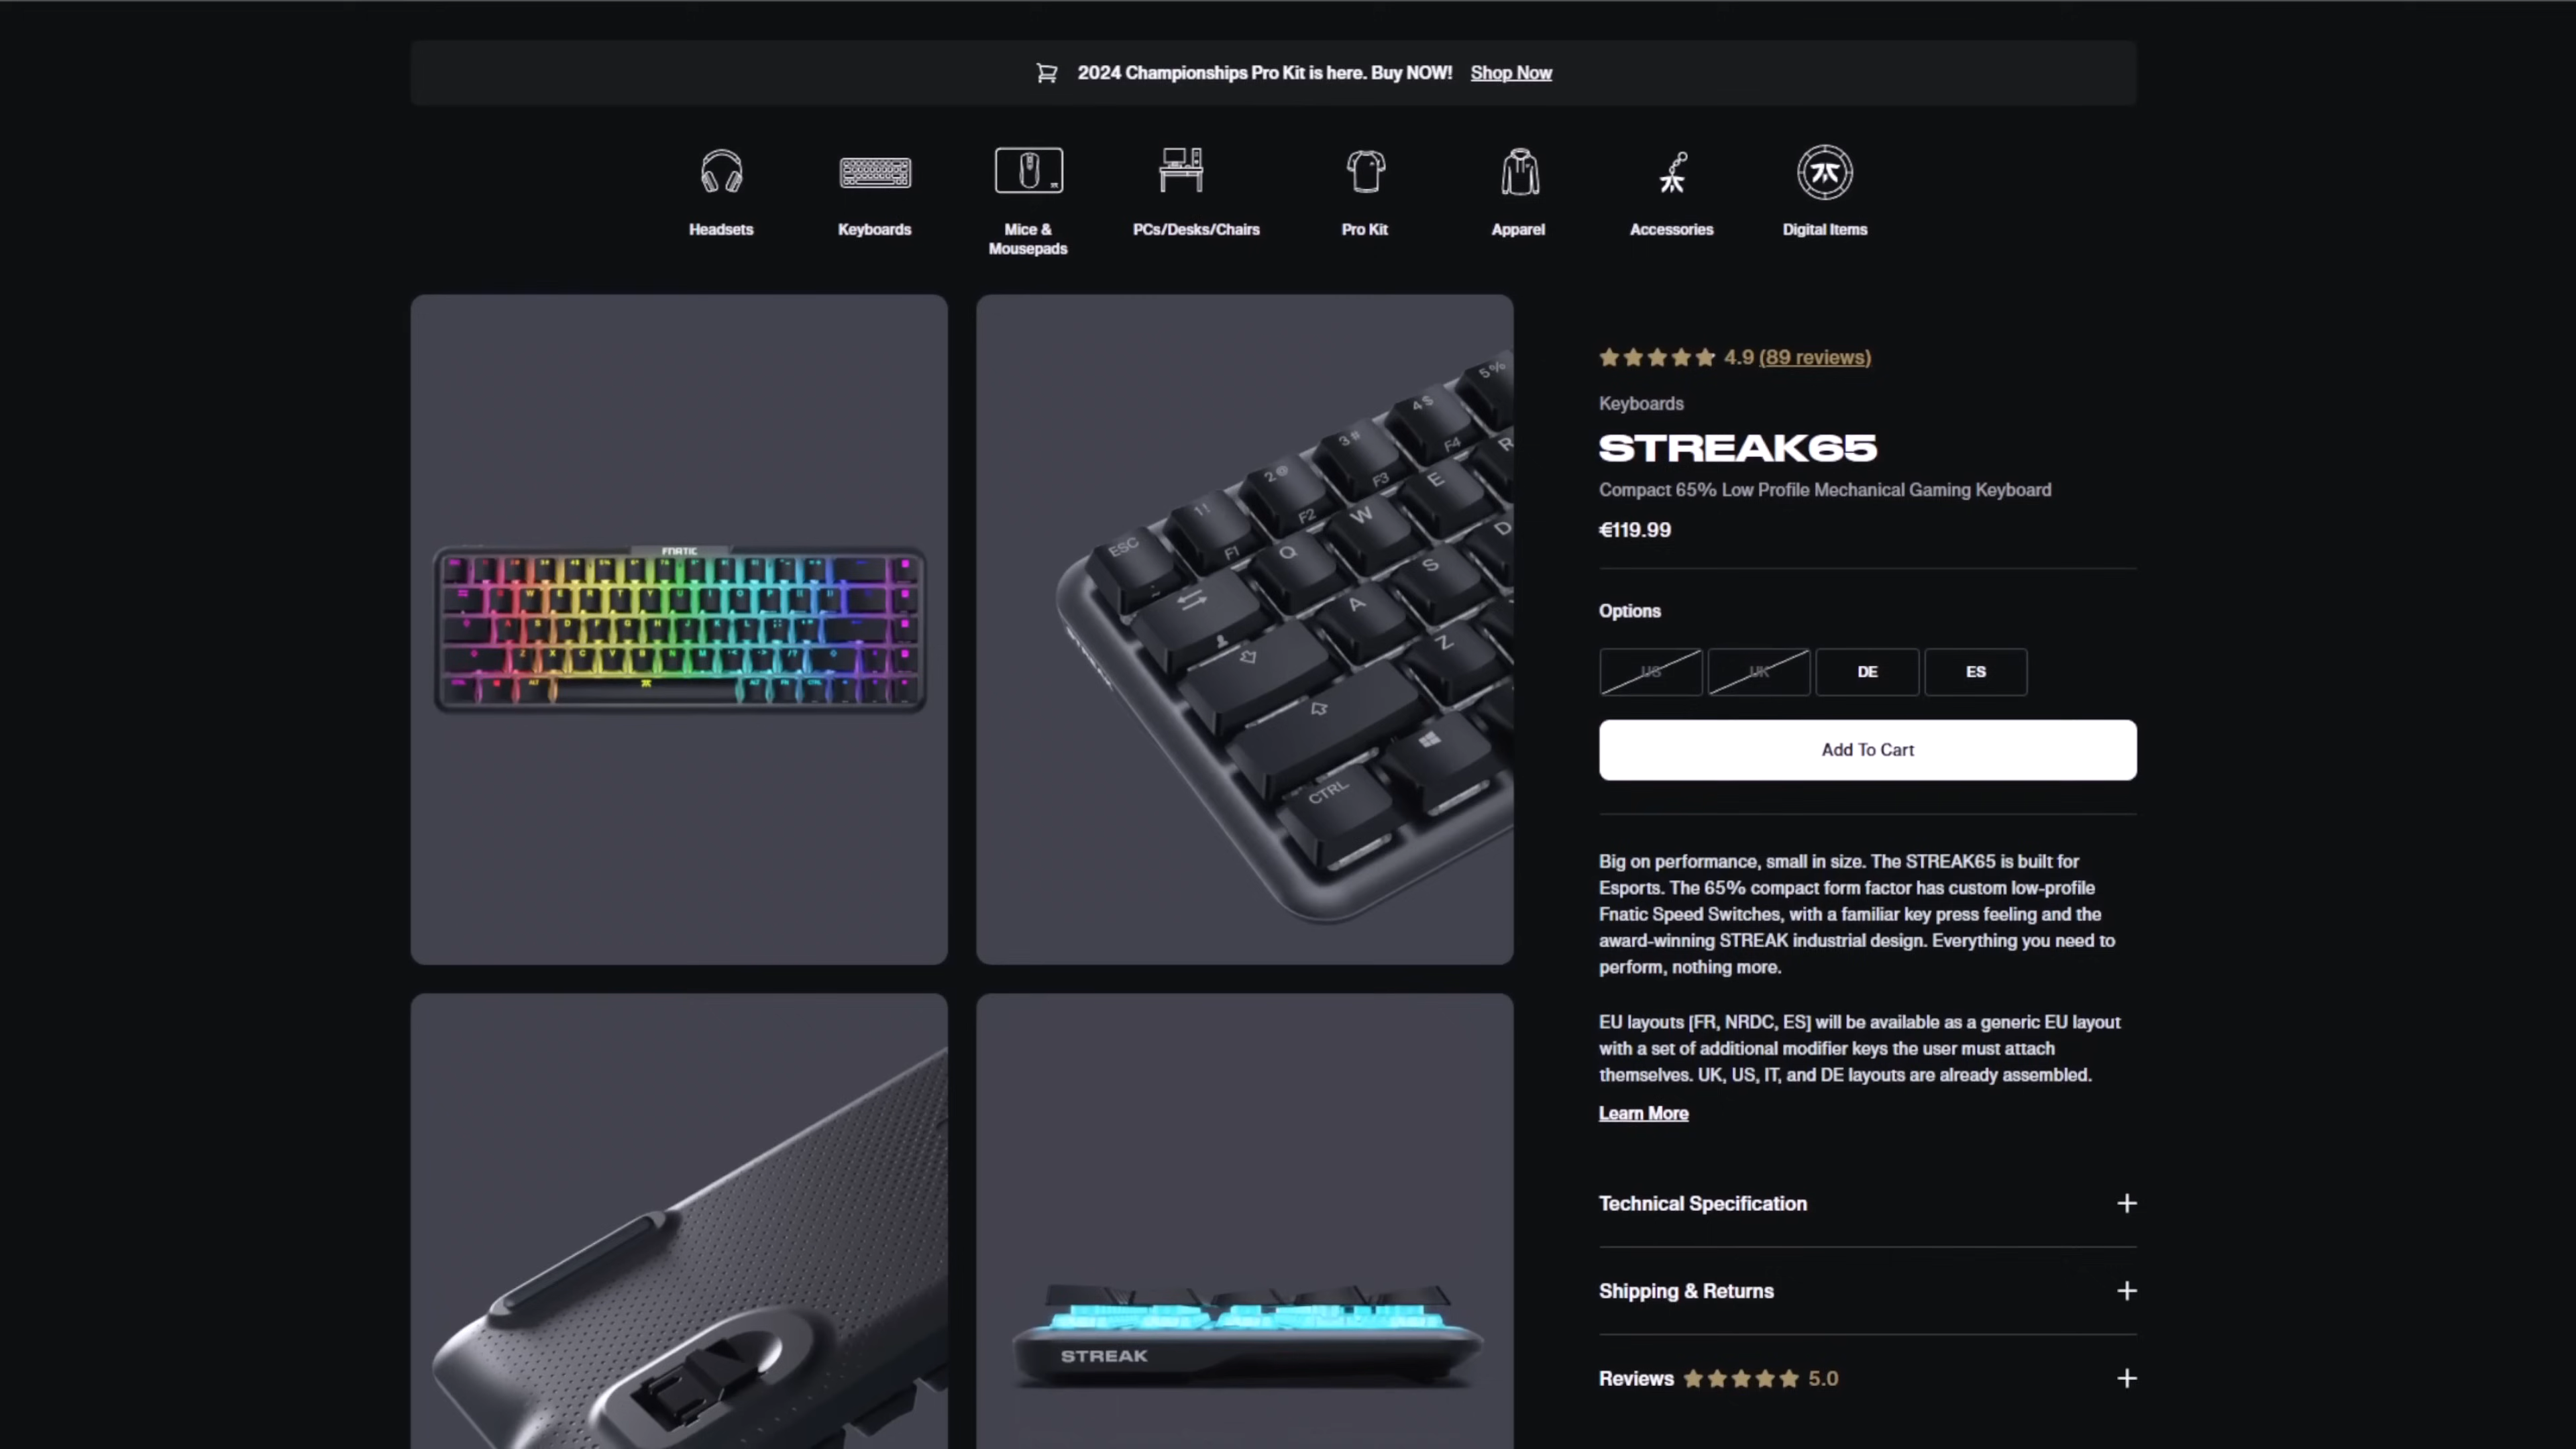 2024 Championships Pro Kit is here. Buy NOW! Shop Now
Headsets
Keyboards
Mice &
Mousepads
PCs/Desks/Chairs
Pro Kit
Apparel
Accessories
Digital Items
FNATIC
ESC
1!
F1
2@
F2
3#
F3
4$
F4
5%
Q
W
E
R
A
S
D
Z
CTRL
STREAK
4.9 (89 reviews)
Keyboards
STREAK65
Compact 65% Low Profile Mechanical Gaming Keyboard
€119.99
Options
US
UK
DE
ES
Add To Cart
Big on performance, small in size. The STREAK65 is built for
Esports. The 65% compact form factor has custom low-profile
Fnatic Speed Switches, with a familiar key press feeling and the
award-winning STREAK industrial design. Everything you need to
perform, nothing more.
EU layouts [FR, NRDC, ES] will be available as a generic EU layout
with a set of additional modifier keys the user must attach
themselves. UK, US, IT, and DE layouts are already assembled.
Learn More
Technical Specification
Shipping & Returns
Reviews 5.0